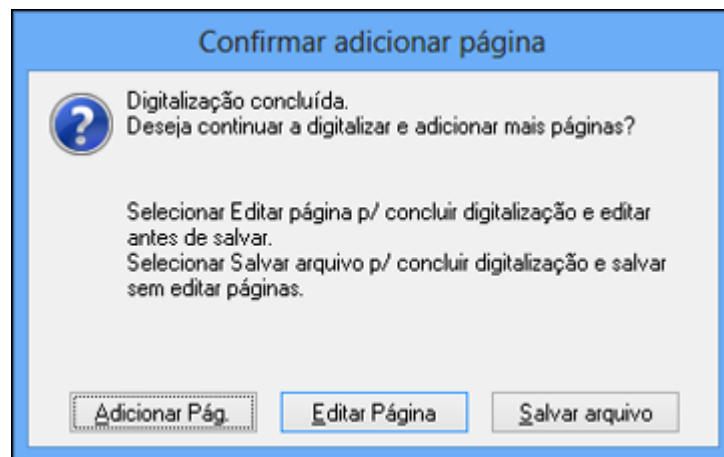 Confirmar adicionar página
Digitalização concluída.
Deseja continuar a digitalizar e adicionar mais páginas?
Selecionar Editar página p/ concluir digitalização e editar
antes de salvar.
Selecionar Salvar arquivo p/ concluir digitalização e salvar
sem editar páginas.
Adicionar Pág. Editar Página Salvar arquivo